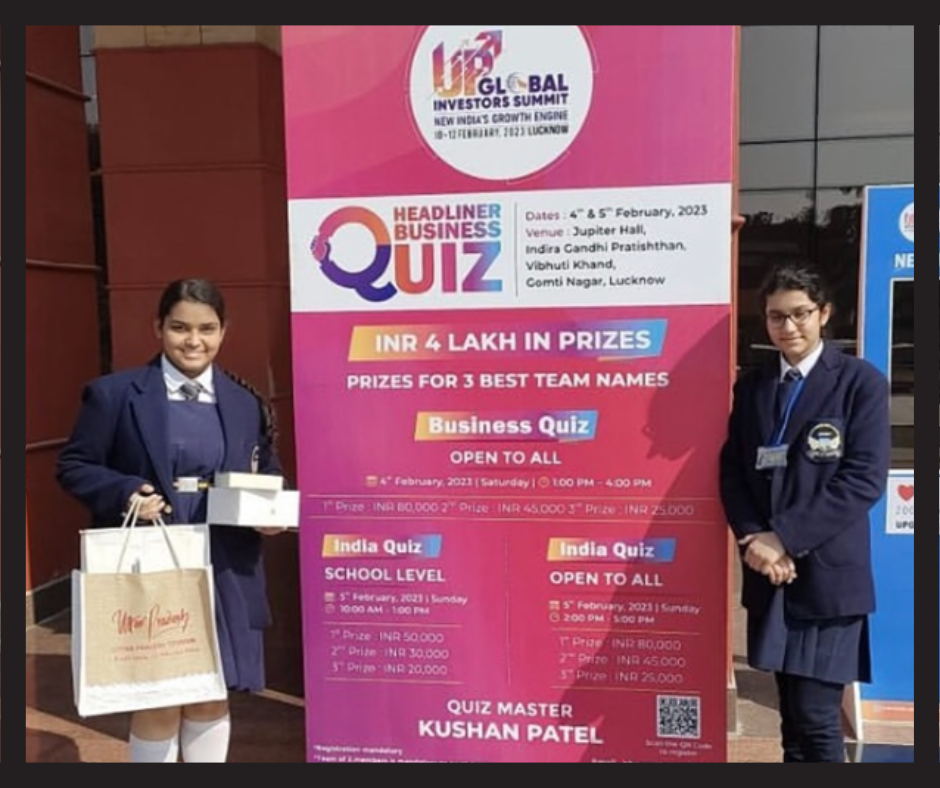 UP GLOBAL
INVESTORS SUMMIT
NEW INDIA'S GROWTH ENGINE
10-12 FEBRUARY, 2023 LUCKNOW
HEADLINER
BUSINESS
QUIZ
Dates : 4TH & 5TH February, 2023
Venue : Jupiter Hall,
Indira Gandhi Pratishthan,
Vibhuti Khand,
Gomti Nagar, Lucknow
INR 4 LAKH IN PRIZES
PRIZES FOR 3 BEST TEAM NAMES
Business Quiz
OPEN TO ALL
4th February, 2023 | Saturday | 1:00 PM - 4:00 PM
1st Prize : INR 80,000 2nd Prize : INR 45,000 3rd Prize : INR 25,000
India Quiz
SCHOOL LEVEL
5th February, 2023 | Sunday
10:00 AM - 1:00 PM
1st Prize : INR 50,000
2nd Prize : INR 30,000
3rd Prize : INR 20,000
India Quiz
OPEN TO ALL
5th February, 2023 | Sunday
2:00 PM - 5:00 PM
1st Prize : INR 80,000
2nd Prize : INR 45,000
3rd Prize : INR 25,000
QUIZ MASTER
KUSHAN PATEL
Scan the QR Code
to register
*Registration mandatory
Uttar Pradesh
UTTAR PRADESH TOURISM
NE
UPG